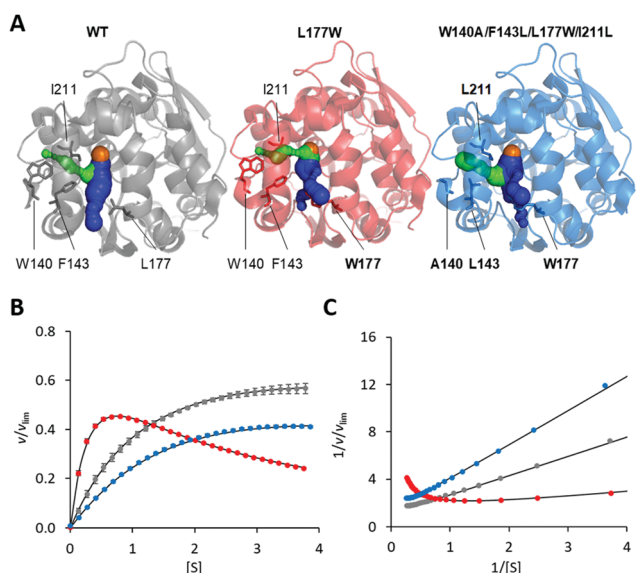 A
WT L177W W140A/F143L/L177W/I211L
I211 I211 L211
W140 F143 L177 W140 F143 W177 A140 L143 W177
B C
0.8
0.6
0.4
0.2
0.0
v/vlim
0 1 2 3 4
[S]
16
12
8
4
0
1/v/vlim
0 1 2 3 4
1/[S]